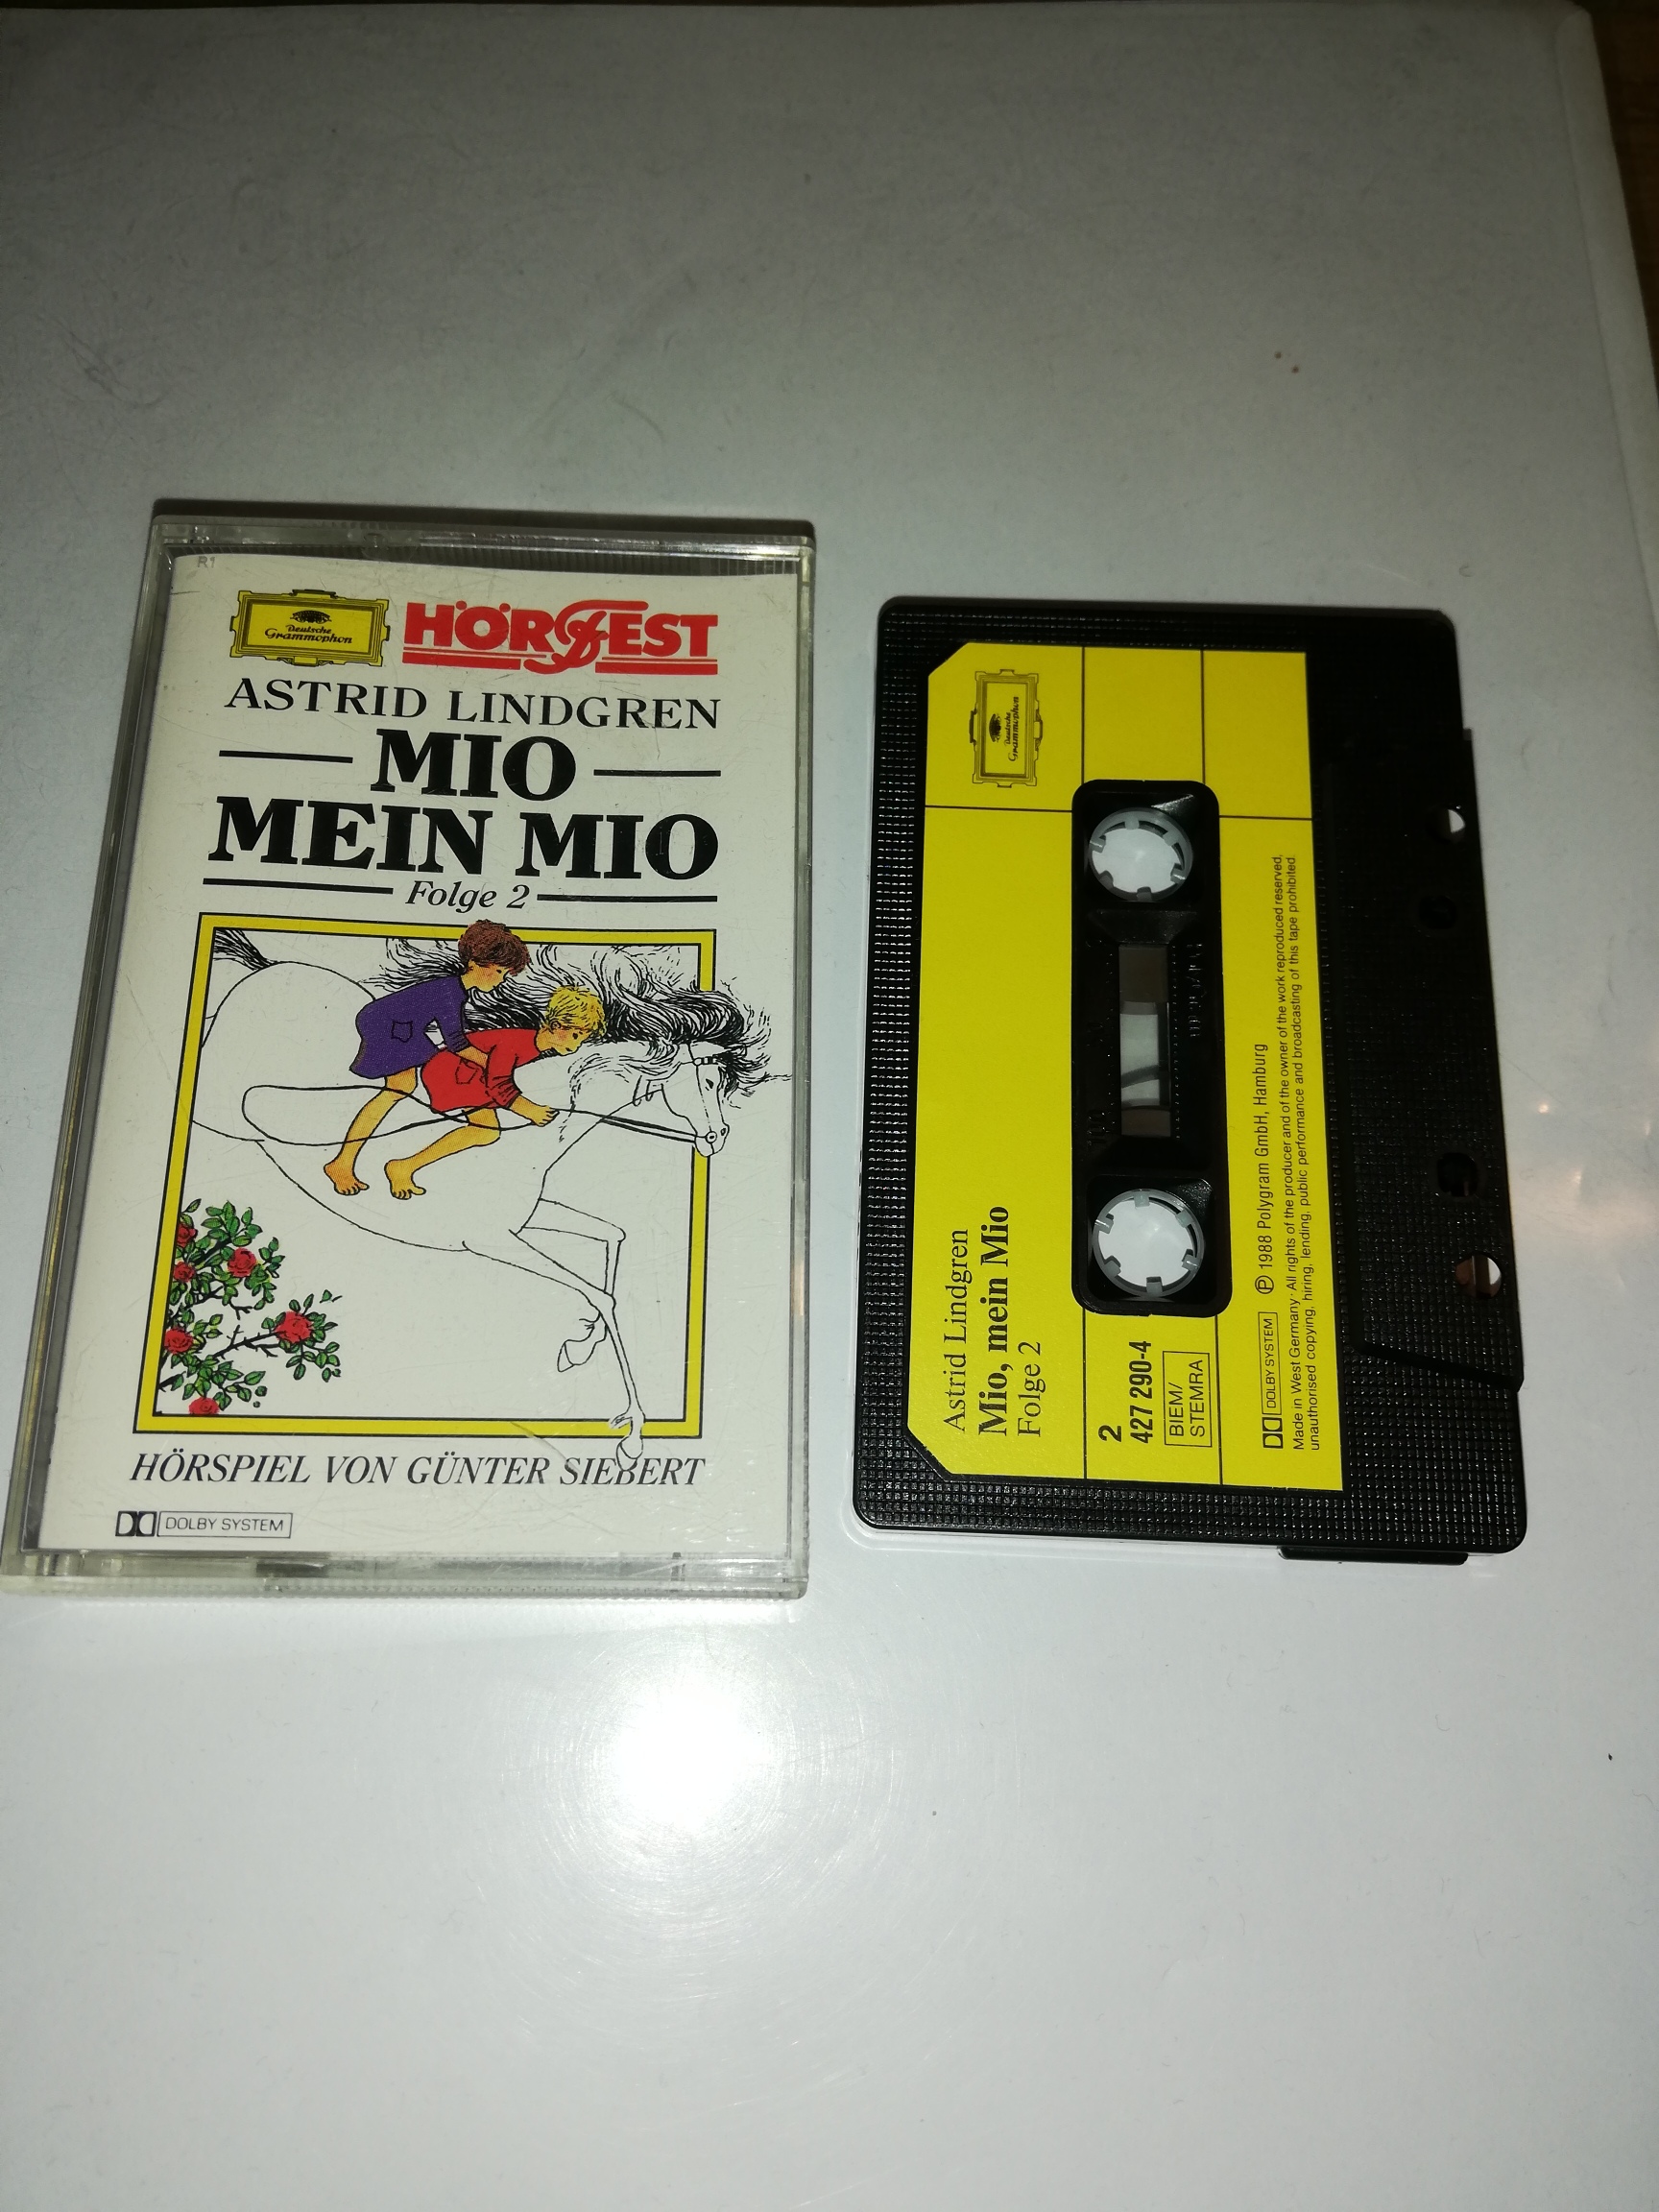 R1
Deutsche
Grammophon
HÖRFEST
ASTRID LINDGREN
MIO
MEIN MIO
Folge 2
HÖRSPIEL VON GÜNTER SIEBERT
DOLBY SYSTEM
Deutsche
Grammophon
Astrid Lindgren
Mio, mein Mio
Folge 2
2
427 290-4
BIEM/
STEMRA
DOLBY SYSTEM ℗ 1988 Polygram GmbH, Hamburg
Made in West Germany · All rights of the producer and of the owner of the work reproduced reserved,
unauthorised copying, hiring, lending, public performance and broadcasting of this tape prohibited.